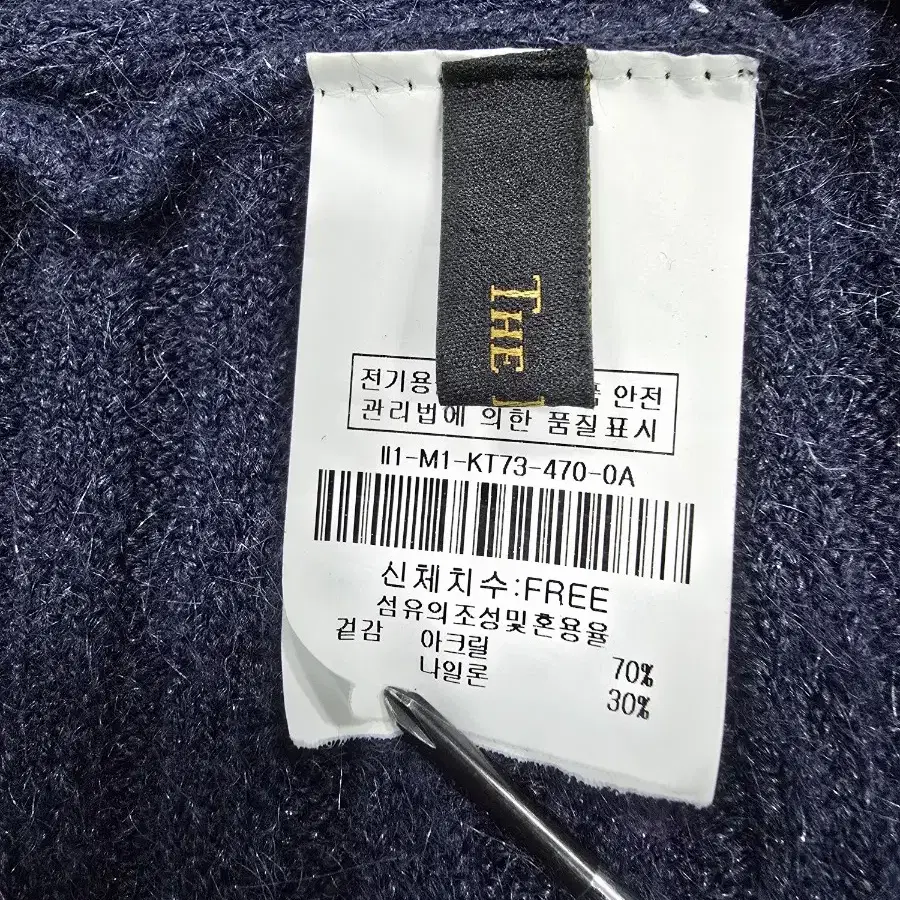 THE
전기용 안전
관리법에 의한 품질표시
II1-M1-KT73-470-0A
신체치수:FREE
섬유의조성및혼용율
겉감 아크릴 70%
나일론 30%